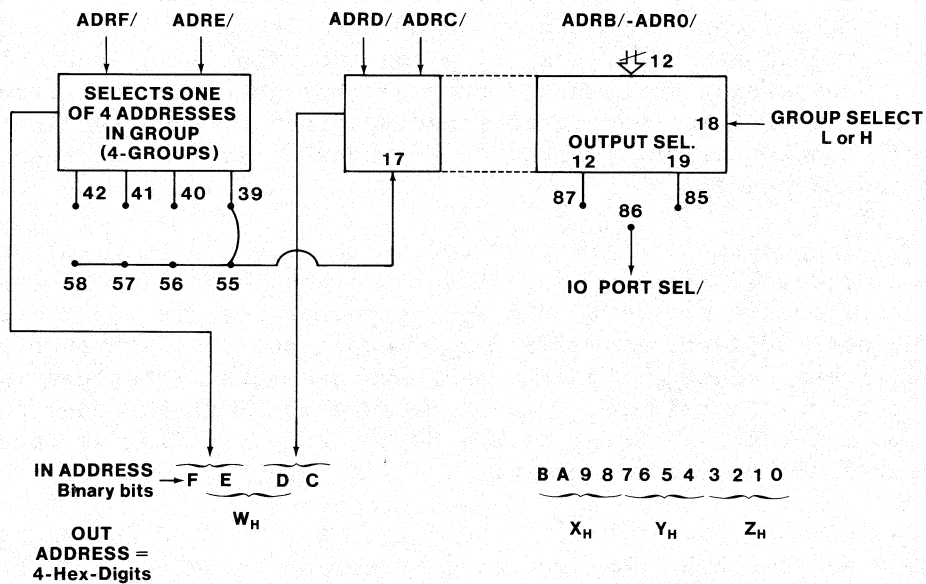 ADRF/ ADRE/ ADRD/ ADRC/ ADRB/-ADR0/
12
SELECTS ONE
OF 4 ADDRESSES
IN GROUP
(4-GROUPS)
17
18
OUTPUT SEL.
12 19
GROUP SELECT
L or H
42 41 40 39
87 86 85
58 57 56 55
IO PORT SEL/
IN ADDRESS
Binary bits
F E D C
B A 9 8 7 6 5 4 3 2 1 0
WH
XH YH ZH
OUT
ADDRESS =
4-Hex-Digits